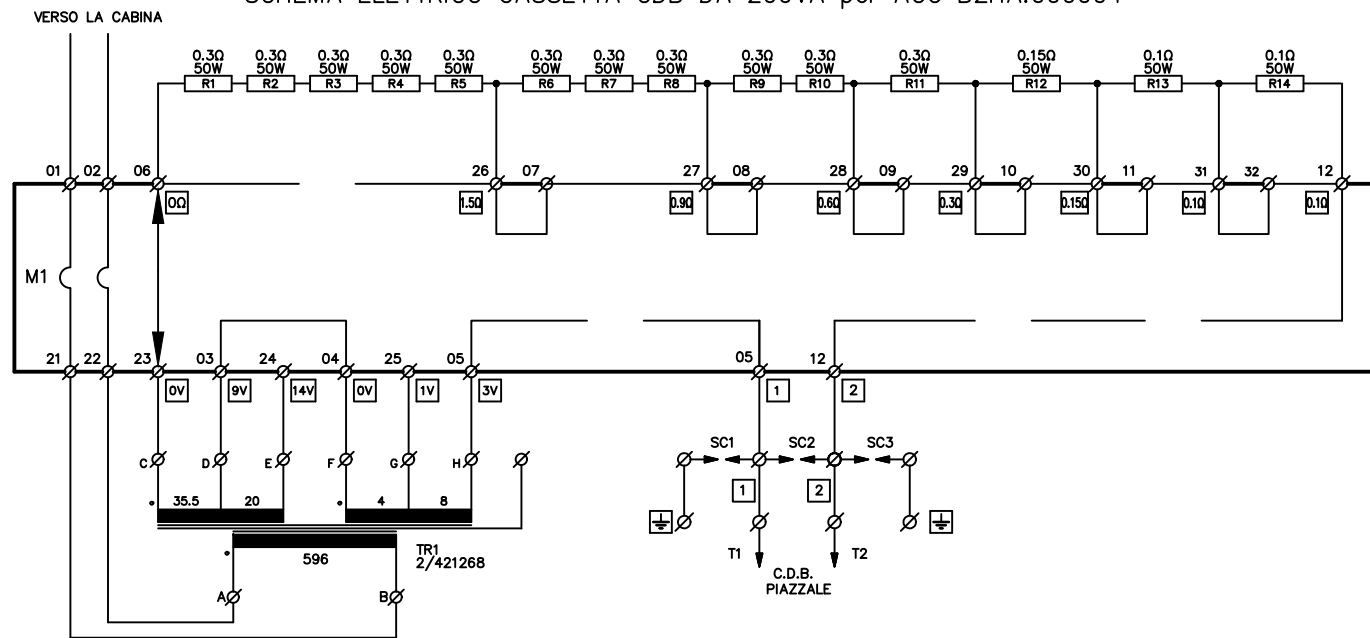 VERSO LA CABINA
0.3Ω 0.3Ω 0.3Ω 0.3Ω 0.3Ω 0.3Ω 0.3Ω 0.3Ω 0.3Ω 0.3Ω 0.3Ω 0.15Ω 0.1Ω 0.1Ω
50W 50W 50W 50W 50W 50W 50W 50W 50W 50W 50W 50W 50W 50W
R1 R2 R3 R4 R5 R6 R7 R8 R9 R10 R11 R12 R13 R14
01 02 06 26 07 27 08 28 09 29 10 30 11 31 32 12
0Ω 1.5Ω 0.9Ω 0.6Ω 0.3Ω 0.15Ω 0.1Ω 0.1Ω
M1
21 22 23 03 24 04 25 05 05 12
0V 9V 14V 0V 1V 3V 1 2
SC1 SC2 SC3
C D E F G H
1 2
35.5 20 4 8
T1 T2
TR1
2/421268
596
C.D.B.
PIAZZALE
A B